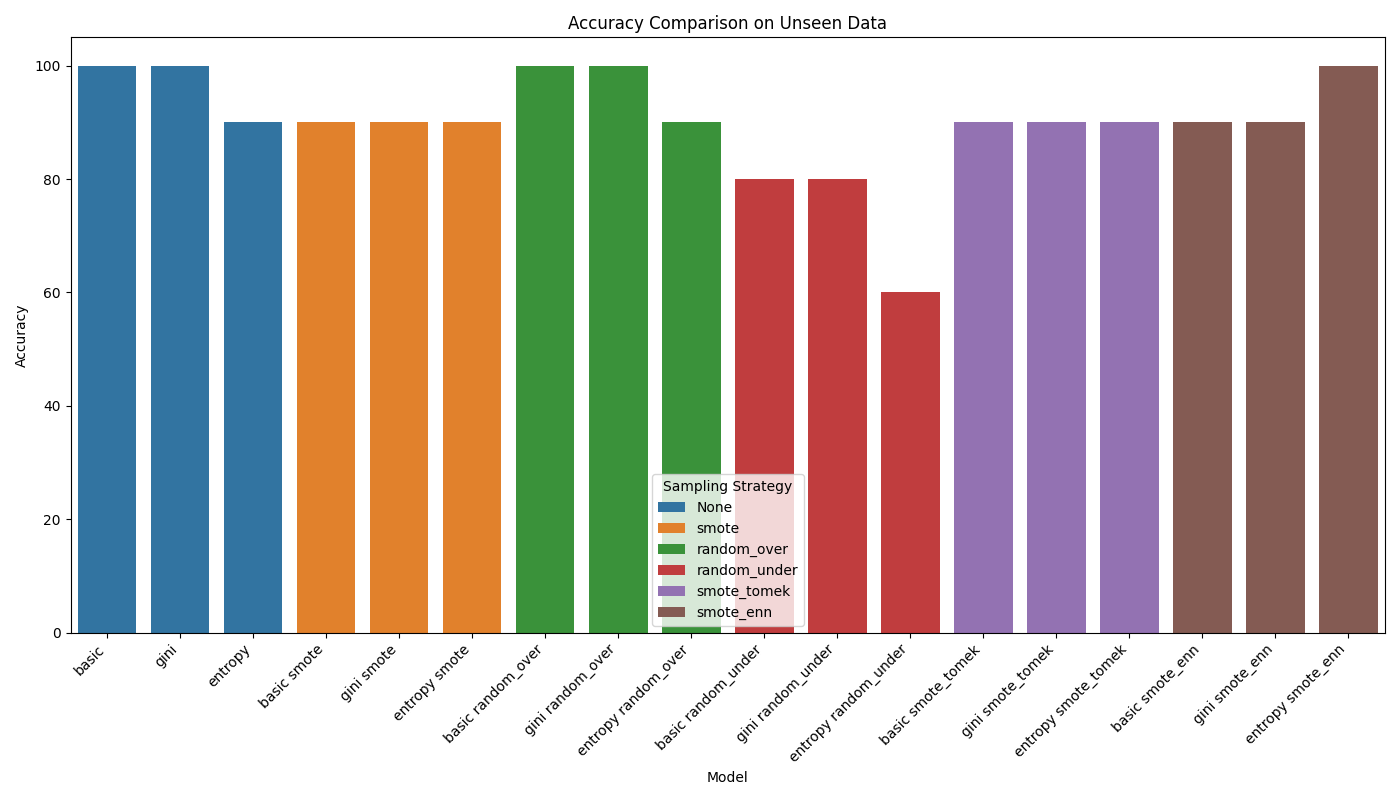 Accuracy Comparison on Unseen Data
Accuracy
100
80
60
40
20
0
Sampling Strategy
None
smote
random_over
random_under
smote_tomek
smote_enn
basic
gini
entropy
basic smote
gini smote
entropy smote
basic random_over
gini random_over
entropy random_over
basic random_under
gini random_under
entropy random_under
basic smote_tomek
gini smote_tomek
entropy smote_tomek
basic smote_enn
gini smote_enn
entropy smote_enn
Model